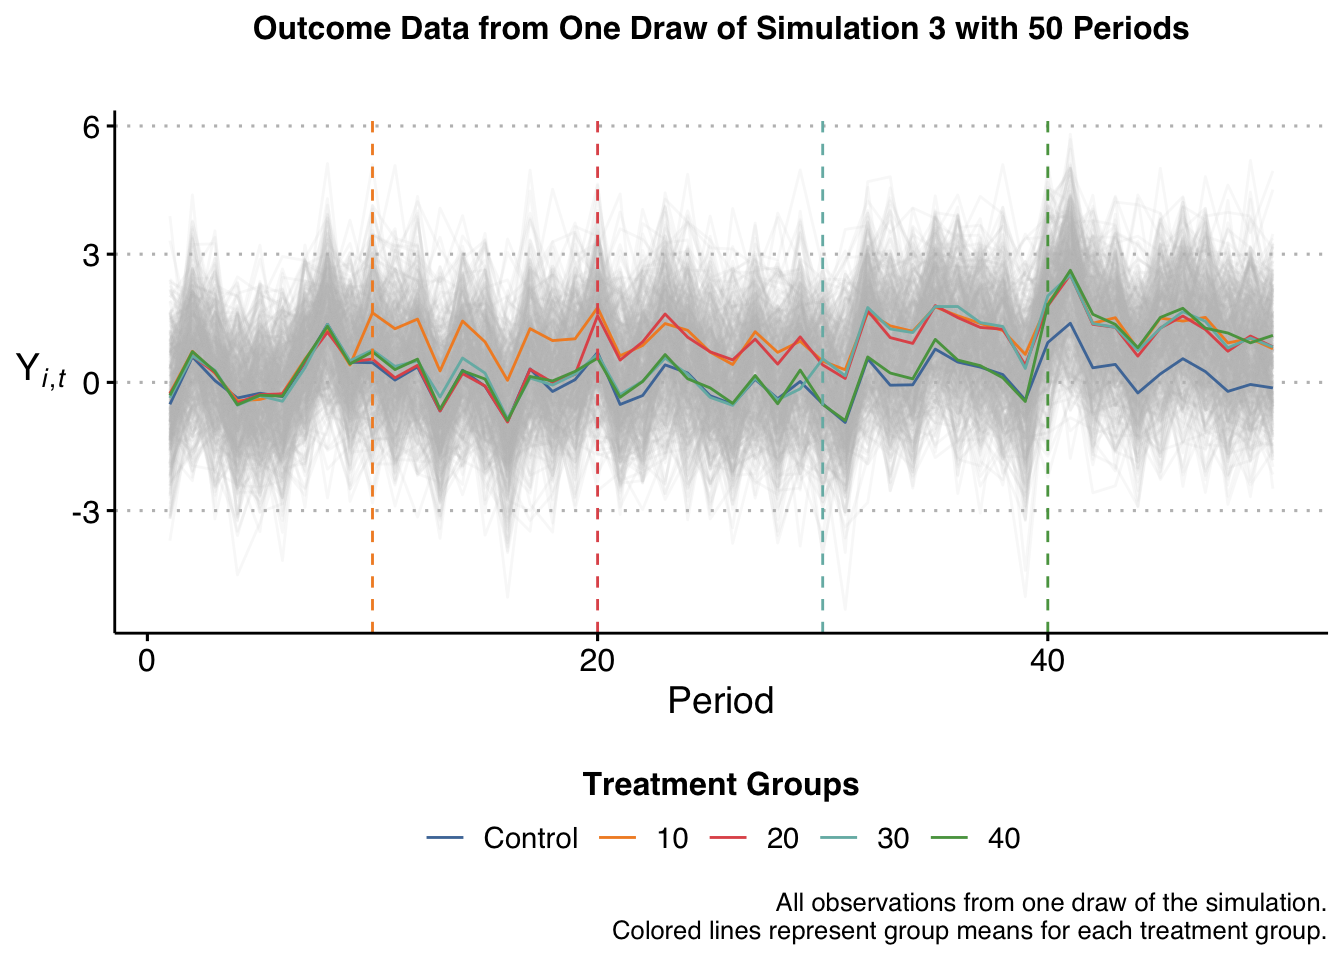 Outcome Data from One Draw of Simulation 3 with 50 Periods
6
3
0
-3
Y i,t
0 20 40
Period
Treatment Groups
Control 10 20 30 40
All observations from one draw of the simulation.
Colored lines represent group means for each treatment group.